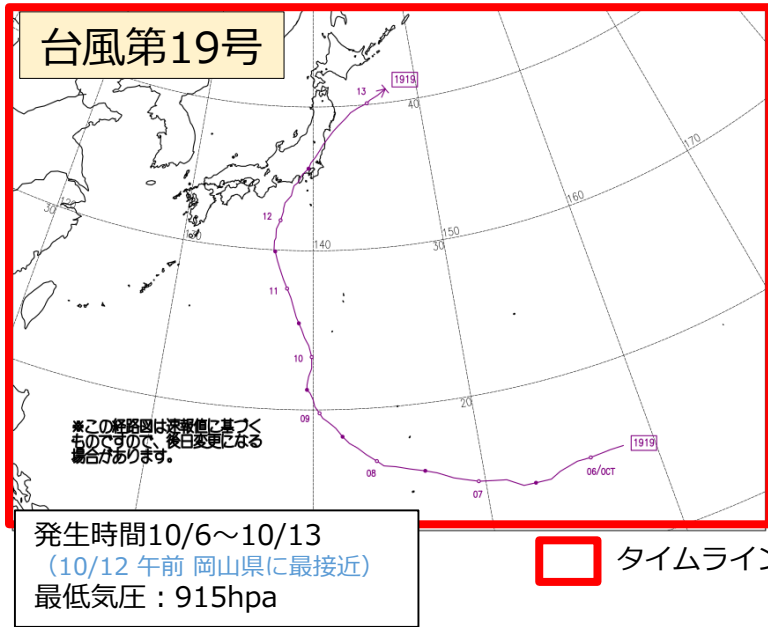 台風第19号
1919
13
40
170
160
150
30
140
30
120
130
12
11
10
09
08
07
20
06/OCT
1919
※この経路図は速報値に基づく
ものですので、後日変更になる
場合があります。
発生時間10/6～10/13
（10/12 午前 岡山県に最接近）
最低気圧：915hpa
タイムライン